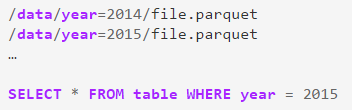 /data/year=2014/file.parquet
/data/year=2015/file.parquet
…
SELECT * FROM table WHERE year = 2015